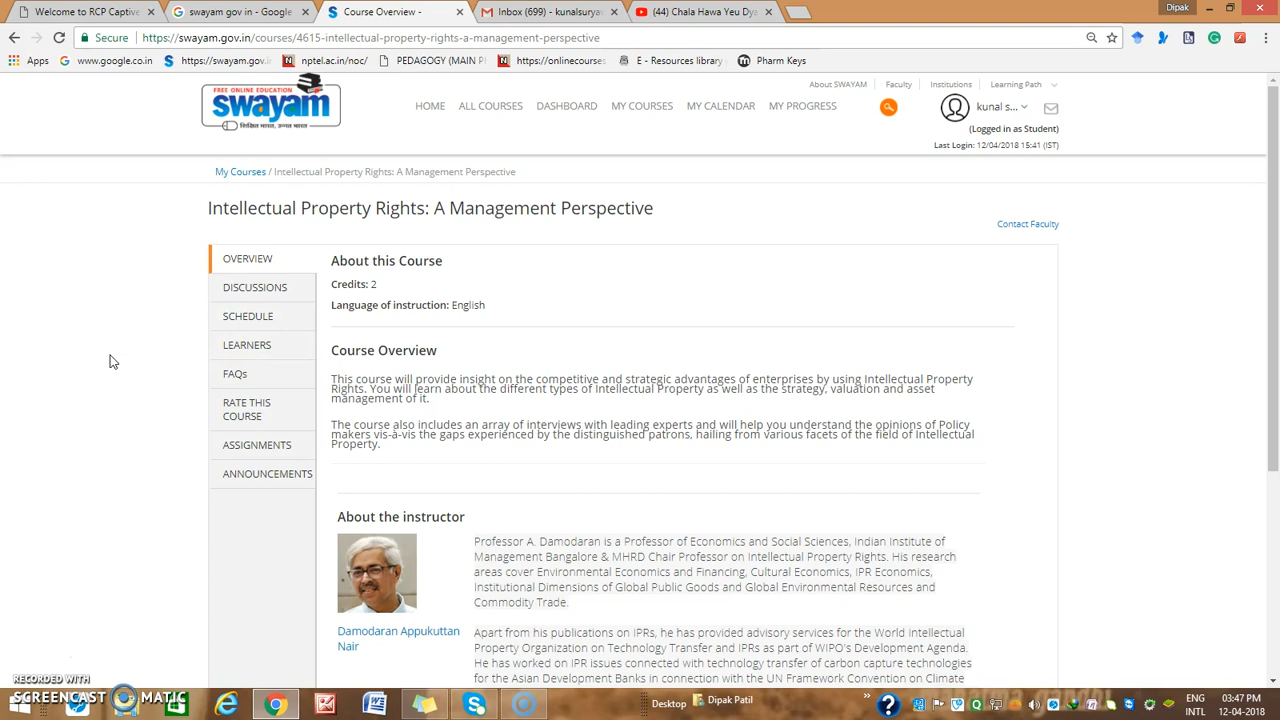 Welcome to RCP Captive
swayam gov in - Google
Course Overview -
Inbox (699) - kunalsuryav
(44) Chala Hawa Yeu Dya
Dipak
Secure
https://swayam.gov.in/courses/4615-intellectual-property-rights-a-management-perspective
Apps
www.google.co.in
https://swayam.gov.in
nptel.ac.in/noc/
PEDAGOGY (MAIN P
https://onlinecourses
E - Resources library
Pharm Keys
FREE ONLINE EDUCATION
swayam
शिक्षित भारत, उन्नत भारत
About SWAYAM
Faculty
Institutions
Learning Path
HOME
ALL COURSES
DASHBOARD
MY COURSES
MY CALENDAR
MY PROGRESS
kunal s...
(Logged in as Student)
Last Login: 12/04/2018 15:41 (IST)
My Courses / Intellectual Property Rights: A Management Perspective
Intellectual Property Rights: A Management Perspective
Contact Faculty
OVERVIEW
DISCUSSIONS
SCHEDULE
LEARNERS
FAQs
RATE THIS
COURSE
ASSIGNMENTS
ANNOUNCEMENTS
About this Course
Credits: 2
Language of instruction: English
Course Overview
This course will provide insight on the competitive and strategic advantages of enterprises by using Intellectual Property
Rights. You will learn about the different types of Intellectual Property as well as the strategy, valuation and asset
management of it.
The course also includes an array of interviews with leading experts and will help you understand the opinions of Policy
makers vis-à-vis the gaps experienced by the distinguished patrons, hailing from various facets of the field of Intellectual
Property.
About the instructor
Damodaran Appukuttan
Nair
Professor A. Damodaran is a Professor of Economics and Social Sciences, Indian Institute of
Management Bangalore & MHRD Chair Professor on Intellectual Property Rights. His research
areas cover Environmental Economics and Financing, Cultural Economics, IPR Economics,
Institutional Dimensions of Global Public Goods and Global Environmental Resources and
Commodity Trade.
Apart from his publications on IPRs, he has provided advisory services for the World Intellectual
Property Organization on Technology Transfer and IPRs as part of WIPO's Development Agenda.
He has worked on IPR issues connected with technology transfer of carbon capture technologies
for the Asian Development Banks in connection with the UN Framework Convention on Climate
RECORDED WITH
SCREENCAST MATIC
Desktop
Dipak Patil
ENG
INTL
03:47 PM
12-04-2018